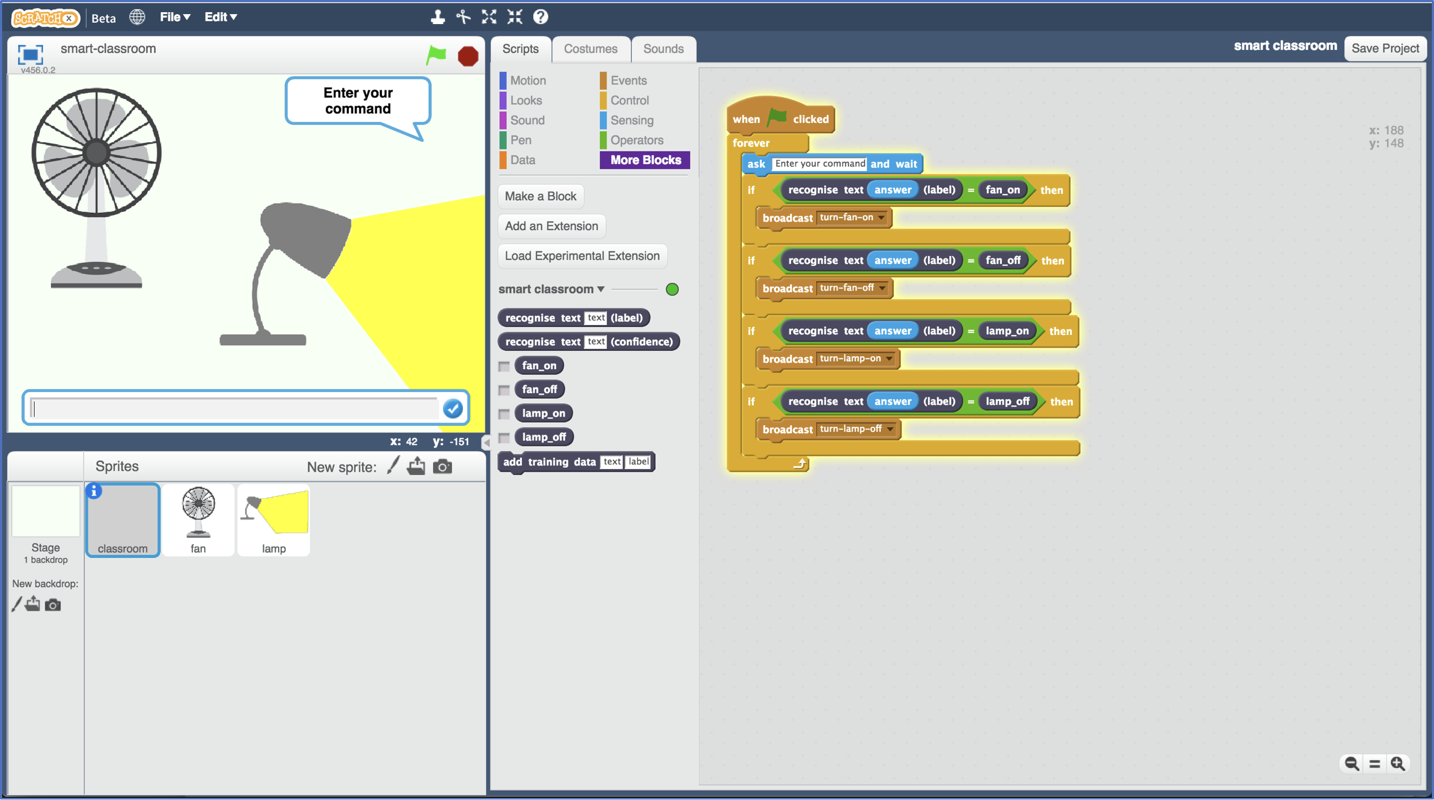 SCRATCHX
Beta
File▼
Edit▼
smart-classroom
v456.0.2
Enter your
command
x: 42 y: -151
Sprites
New sprite:
Stage
1 backdrop
New backdrop:
classroom
fan
lamp
Scripts
Costumes
Sounds
Motion
Looks
Sound
Pen
Data
Events
Control
Sensing
Operators
More Blocks
Make a Block
Add an Extension
Load Experimental Extension
smart classroom ▼
recognise text text (label)
recognise text text (confidence)
fan_on
fan_off
lamp_on
lamp_off
add training data text label
smart classroom
Save Project
x: 188
y: 148
when clicked
forever
ask Enter your command and wait
if recognise text answer (label) = fan_on then
broadcast turn-fan-on
if recognise text answer (label) = fan_off then
broadcast turn-fan-off
if recognise text answer (label) = lamp_on then
broadcast turn-lamp-on
if recognise text answer (label) = lamp_off then
broadcast turn-lamp-off